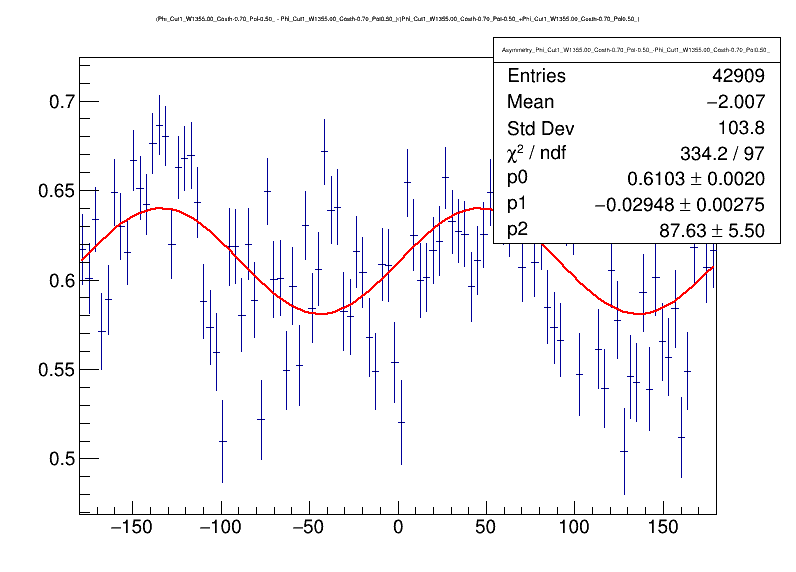 (Phi_Cut1_W1355.00_Costh-0.70_Pol-0.50_ - Phi_Cut1_W1355.00_Costh-0.70_Pol0.50_)/(Phi_Cut1_W1355.00_Costh-0.70_Pol-0.50_+Phi_Cut1_W1355.00_Costh-0.70_Pol0.50_)
Asymmetry_Phi_Cut1_W1355.00_Costh-0.70_Pol-0.50_-Phi_Cut1_W1355.00_Costh-0.70_Pol0.50_
Entries 42909
Mean −2.007
Std Dev 103.8
χ² / ndf 334.2 / 97
p0 0.6103 ± 0.0020
p1 −0.02948 ± 0.00275
p2 87.63 ± 5.50
0.7
0.65
0.6
0.55
0.5
−150 −100 −50 0 50 100 150